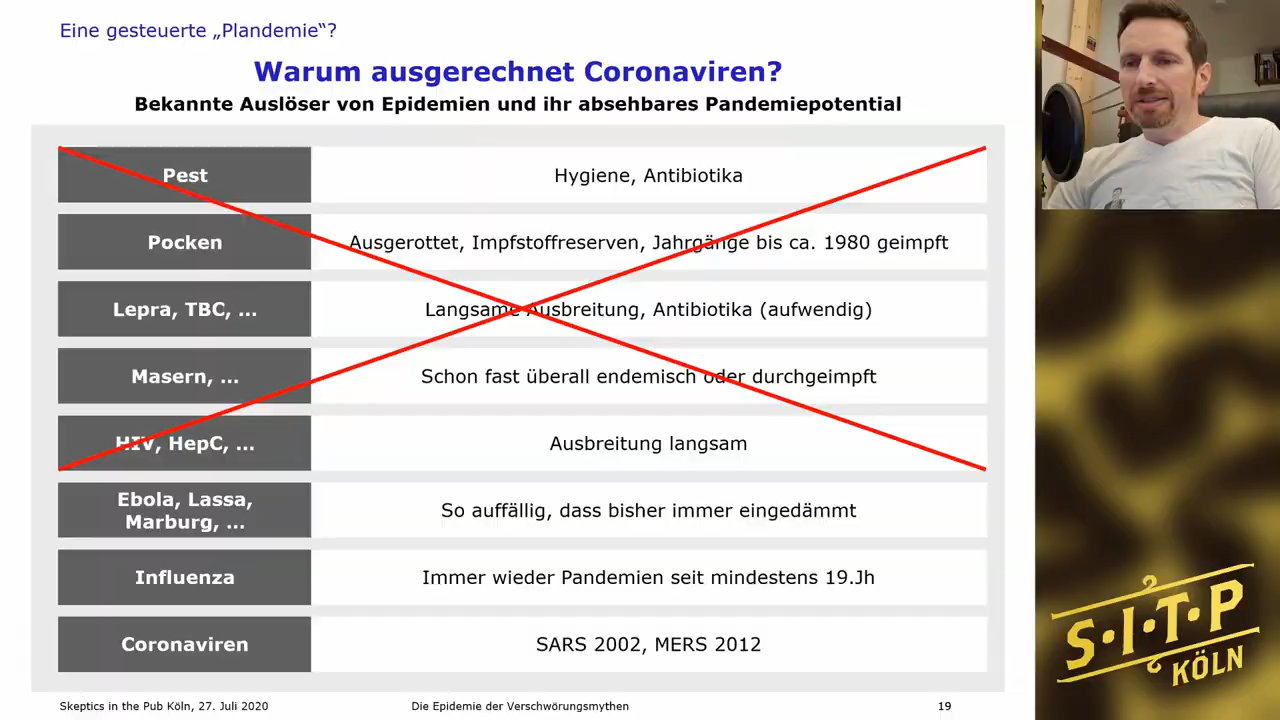 Eine gesteuerte „Plandemie“?
Warum ausgerechnet Coronaviren?
Bekannte Auslöser von Epidemien und ihr absehbares Pandemiepotential
Pest
Hygiene, Antibiotika
Pocken
Ausgerottet, Impfstoffreserven, Jahrgänge bis ca. 1980 geimpft
Lepra, TBC, ...
Langsame Ausbreitung, Antibiotika (aufwendig)
Masern, ...
Schon fast überall endemisch oder durchgeimpft
HIV, HepC, ...
Ausbreitung langsam
Ebola, Lassa,
Marburg, ...
So auffällig, dass bisher immer eingedämmt
Influenza
Immer wieder Pandemien seit mindestens 19.Jh
Coronaviren
SARS 2002, MERS 2012
Skeptics in the Pub Köln, 27. Juli 2020
Die Epidemie der Verschwörungsmythen
19
S·I·T·P
KÖLN